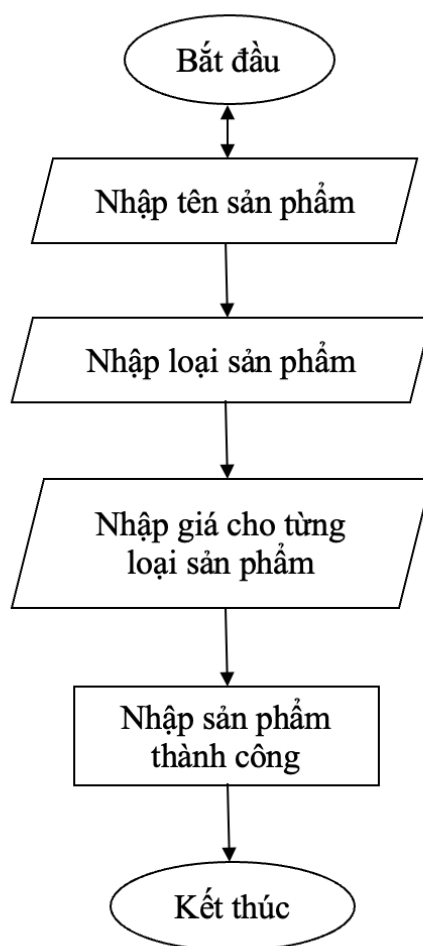 Bắt đầu
Nhập tên sản phẩm
Nhập loại sản phẩm
Nhập giá cho từng
loại sản phẩm
Nhập sản phẩm
thành công
Kết thúc